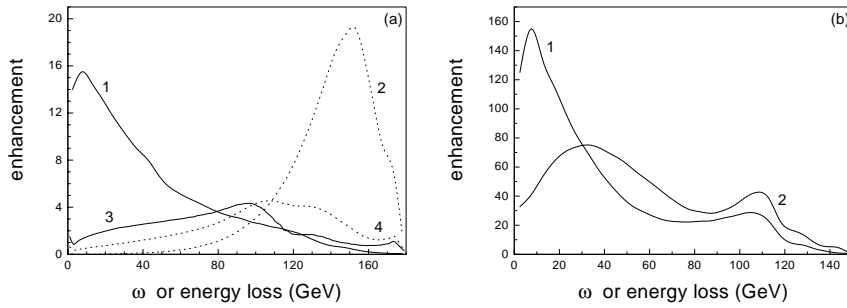 (a)
20
16
12
8
4
0
enhancement
1
2
3
4
0 40 80 120 160
ω or energy loss (GeV)
(b)
170
160
140
120
100
80
60
40
20
0
enhancement
1
2
0 20 40 60 80 100 120 140
ω or energy loss (GeV)